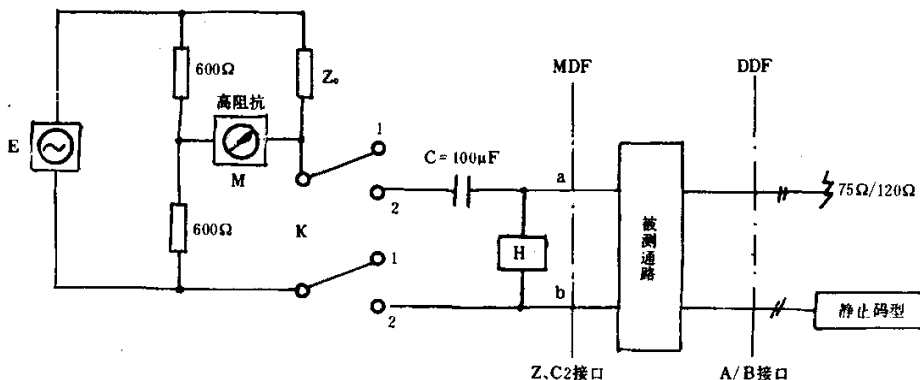 600Ω
Z₀
MDF
DDF
高阻抗
E
M
1
C = 100μF
a
75Ω/120Ω
2
600Ω
K
H
被测通路
1
b
2
静止码型
Z、C2接口
A/B接口